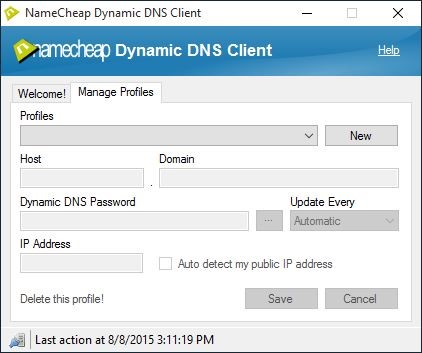 NameCheap Dynamic DNS Client
namecheap Dynamic DNS Client Help
Welcome! Manage Profiles
Profiles
New
Host Domain
.
Dynamic DNS Password Update Every
... Automatic
IP Address
Auto detect my public IP address
Delete this profile! Save Cancel
Last action at 8/8/2015 3:11:19 PM